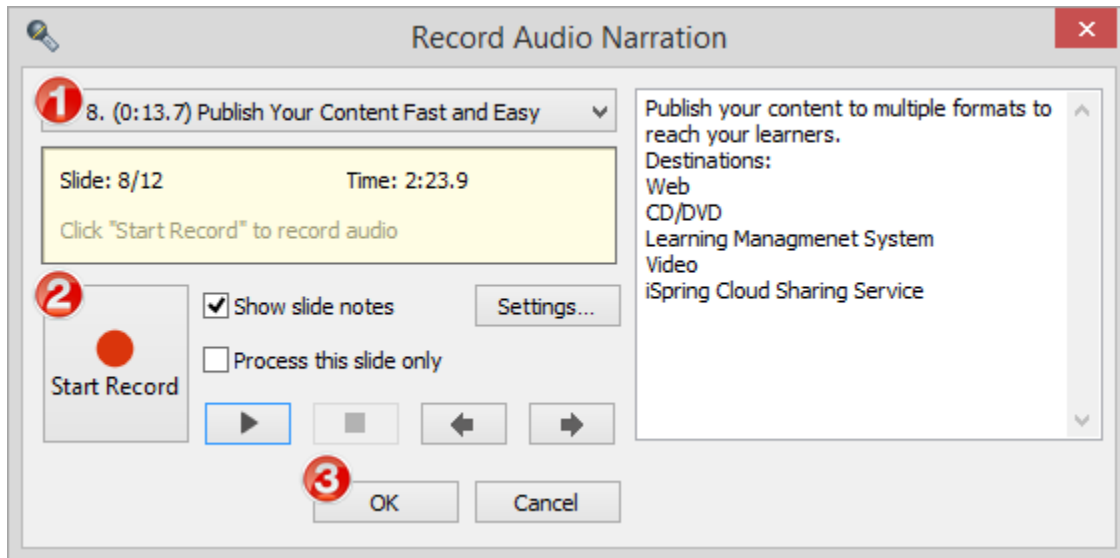 Record Audio Narration
1
8. (0:13.7) Publish Your Content Fast and Easy
Slide: 8/12 Time: 2:23.9
Click "Start Record" to record audio
2
Start Record
Show slide notes
Settings...
Process this slide only
3
OK
Cancel
Publish your content to multiple formats to
reach your learners.
Destinations:
Web
CD/DVD
Learning Managmenet System
Video
iSpring Cloud Sharing Service